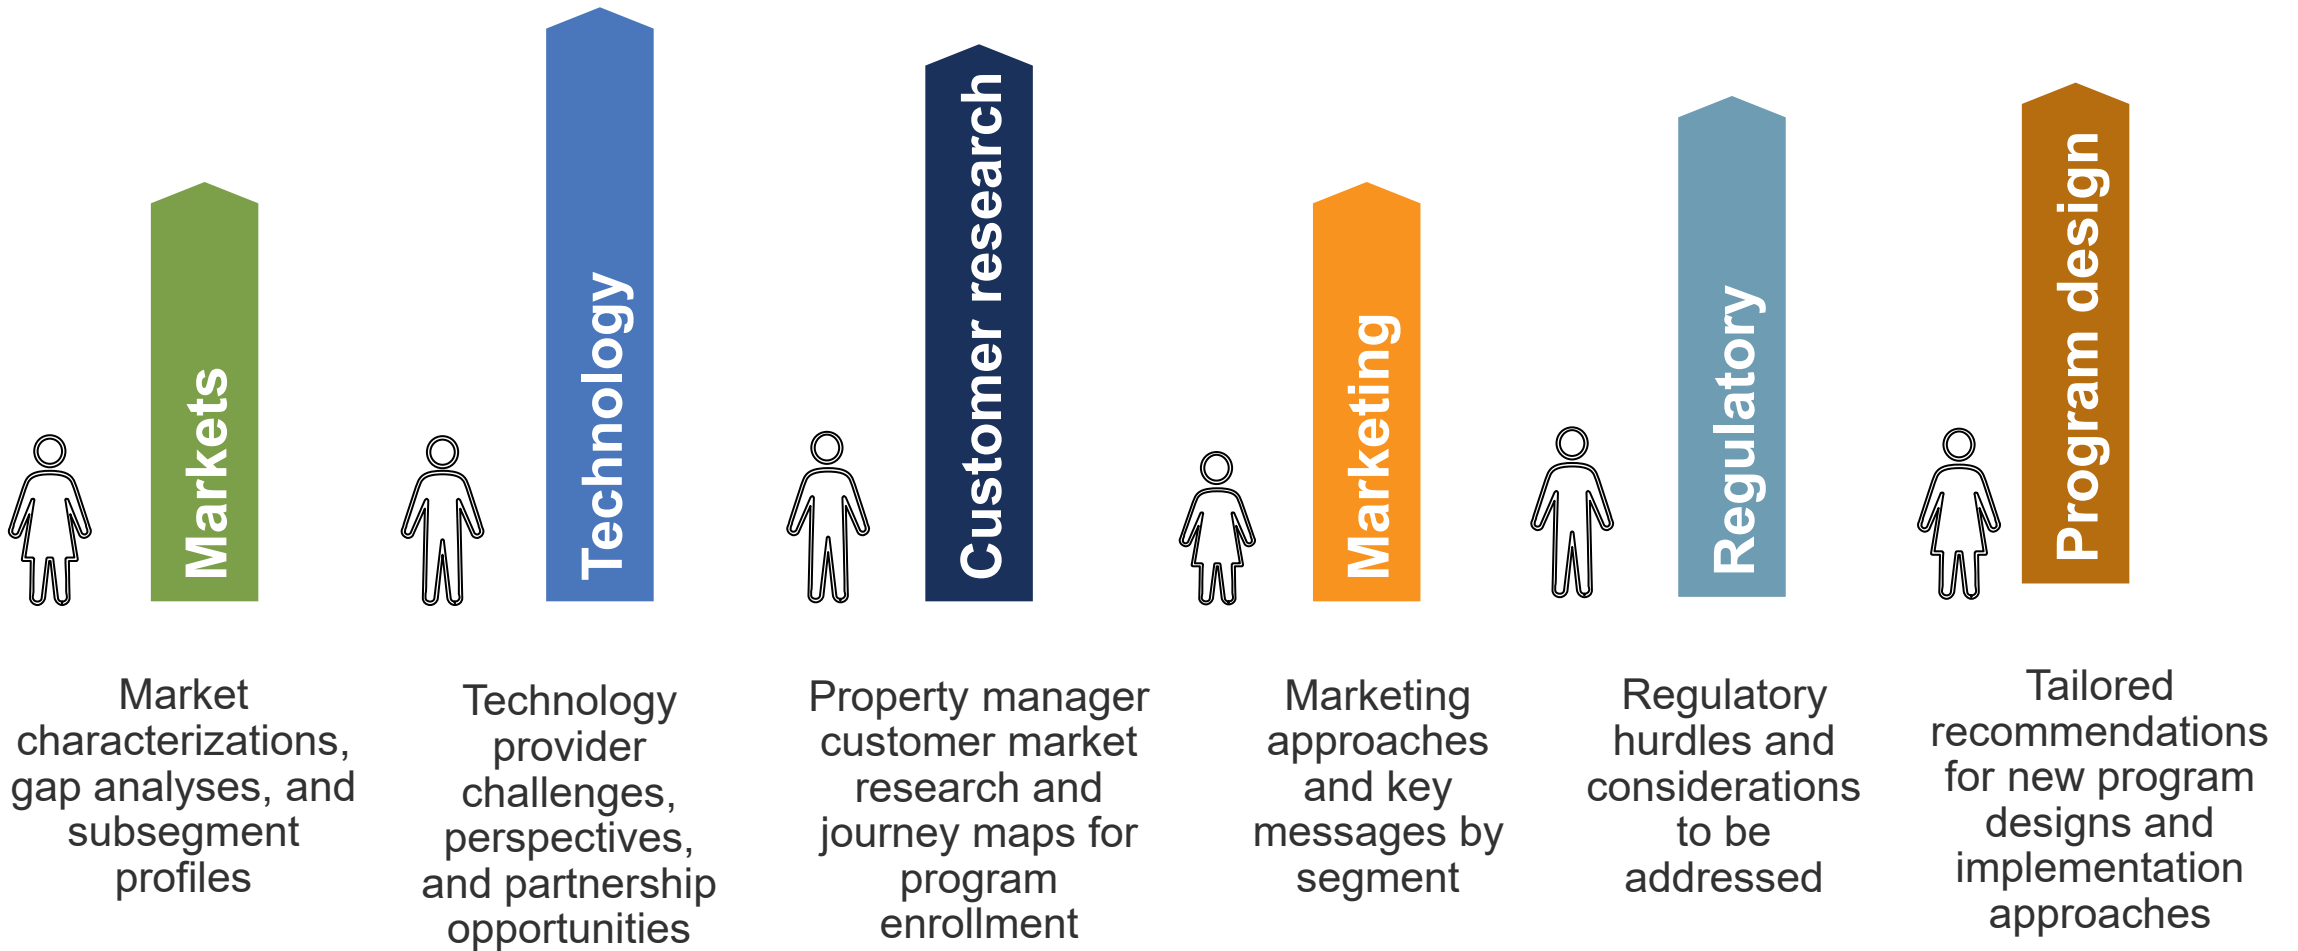 Markets
Technology
Customer research
Marketing
Regulatory
Program design
Market
characterizations,
gap analyses, and
subsegment
profiles
Technology
provider
challenges,
perspectives,
and partnership
opportunities
Property manager
customer market
research and
journey maps for
program
enrollment
Marketing
approaches
and key
messages by
segment
Regulatory
hurdles and
considerations
to be
addressed
Tailored
recommendations
for new program
designs and
implementation
approaches